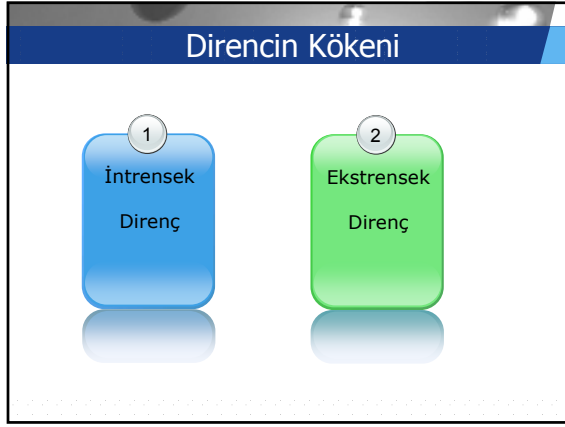 Direncin Kökeni
1
İntrensek
Direnç
2
Ekstrensek
Direnç